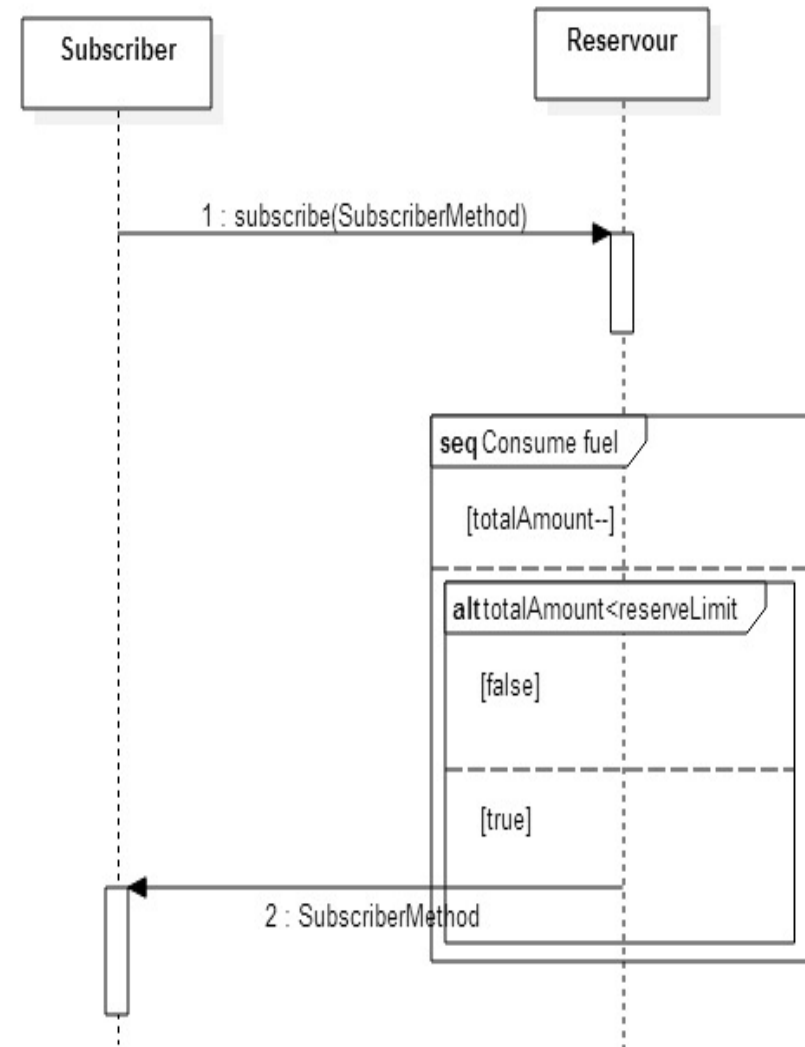 Subscriber
Reservour
1 : subscribe(SubscriberMethod)
seq Consume fuel
[totalAmount--]
alt totalAmount<reserveLimit
[false]
[true]
2 : SubscriberMethod